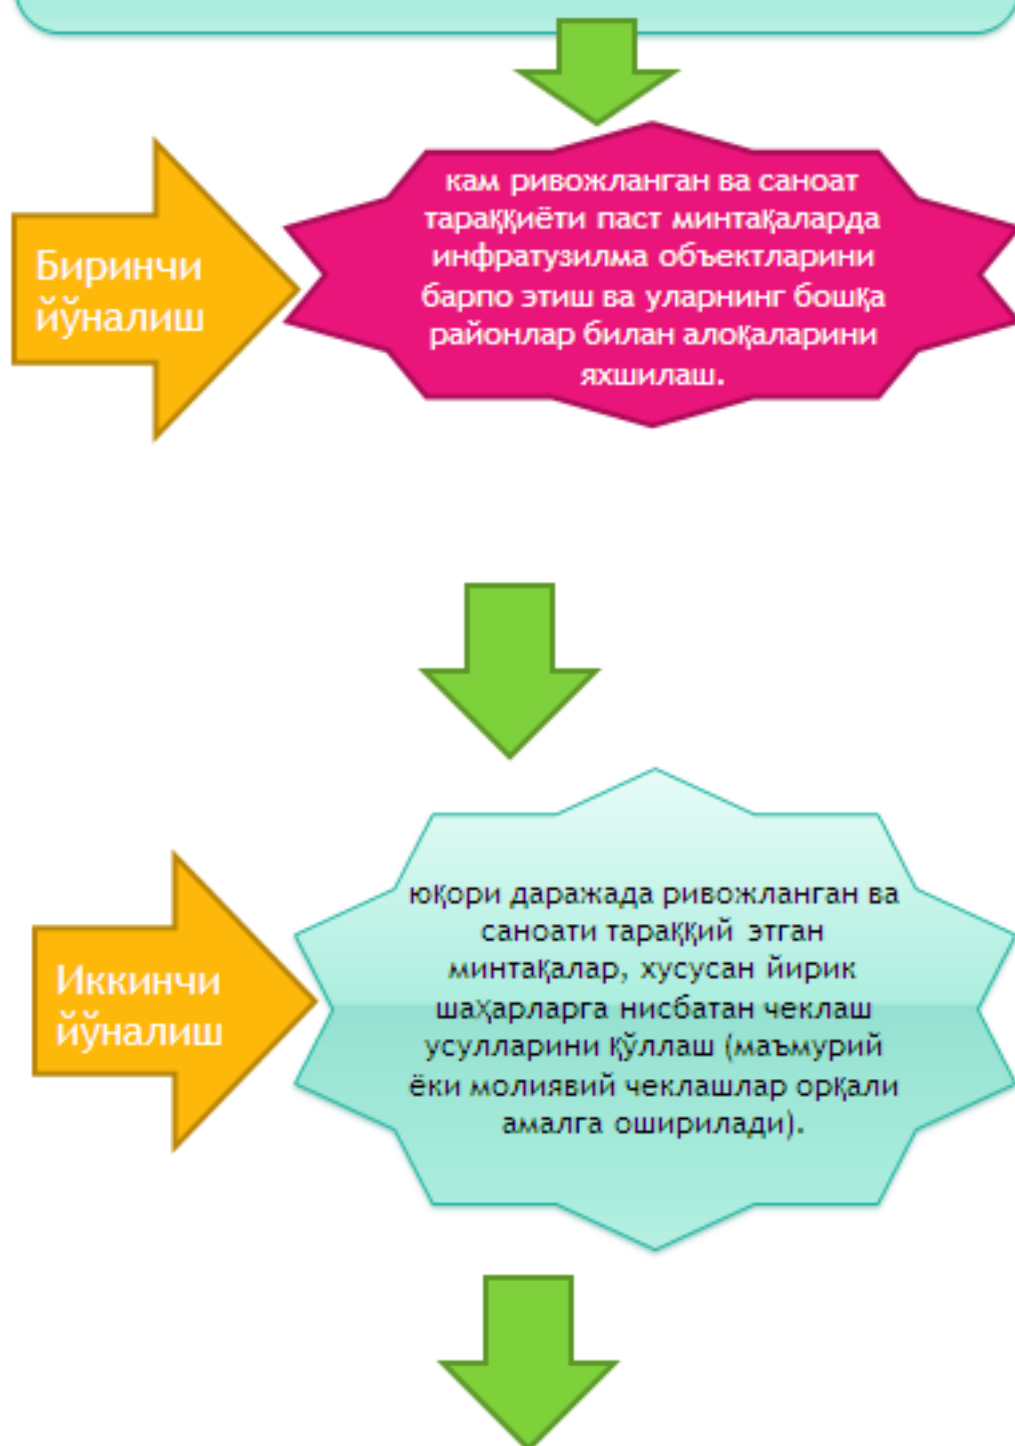 Биринчи
йўналиш
кам ривожланган ва саноат
тараққиёти паст минтақаларда
инфратузилма объектларини
барпо этиш ва уларнинг бошқа
районлар билан алоқаларини
яхшилаш.
Иккинчи
йўналиш
юқори даражада ривожланган ва
саноати тараққий этган
минтақалар, хусусан йирик
шаҳарларга нисбатан чеклаш
усулларини қўллаш (маъмурий
ёки молиявий чеклашлар орқали
амалга оширилади).